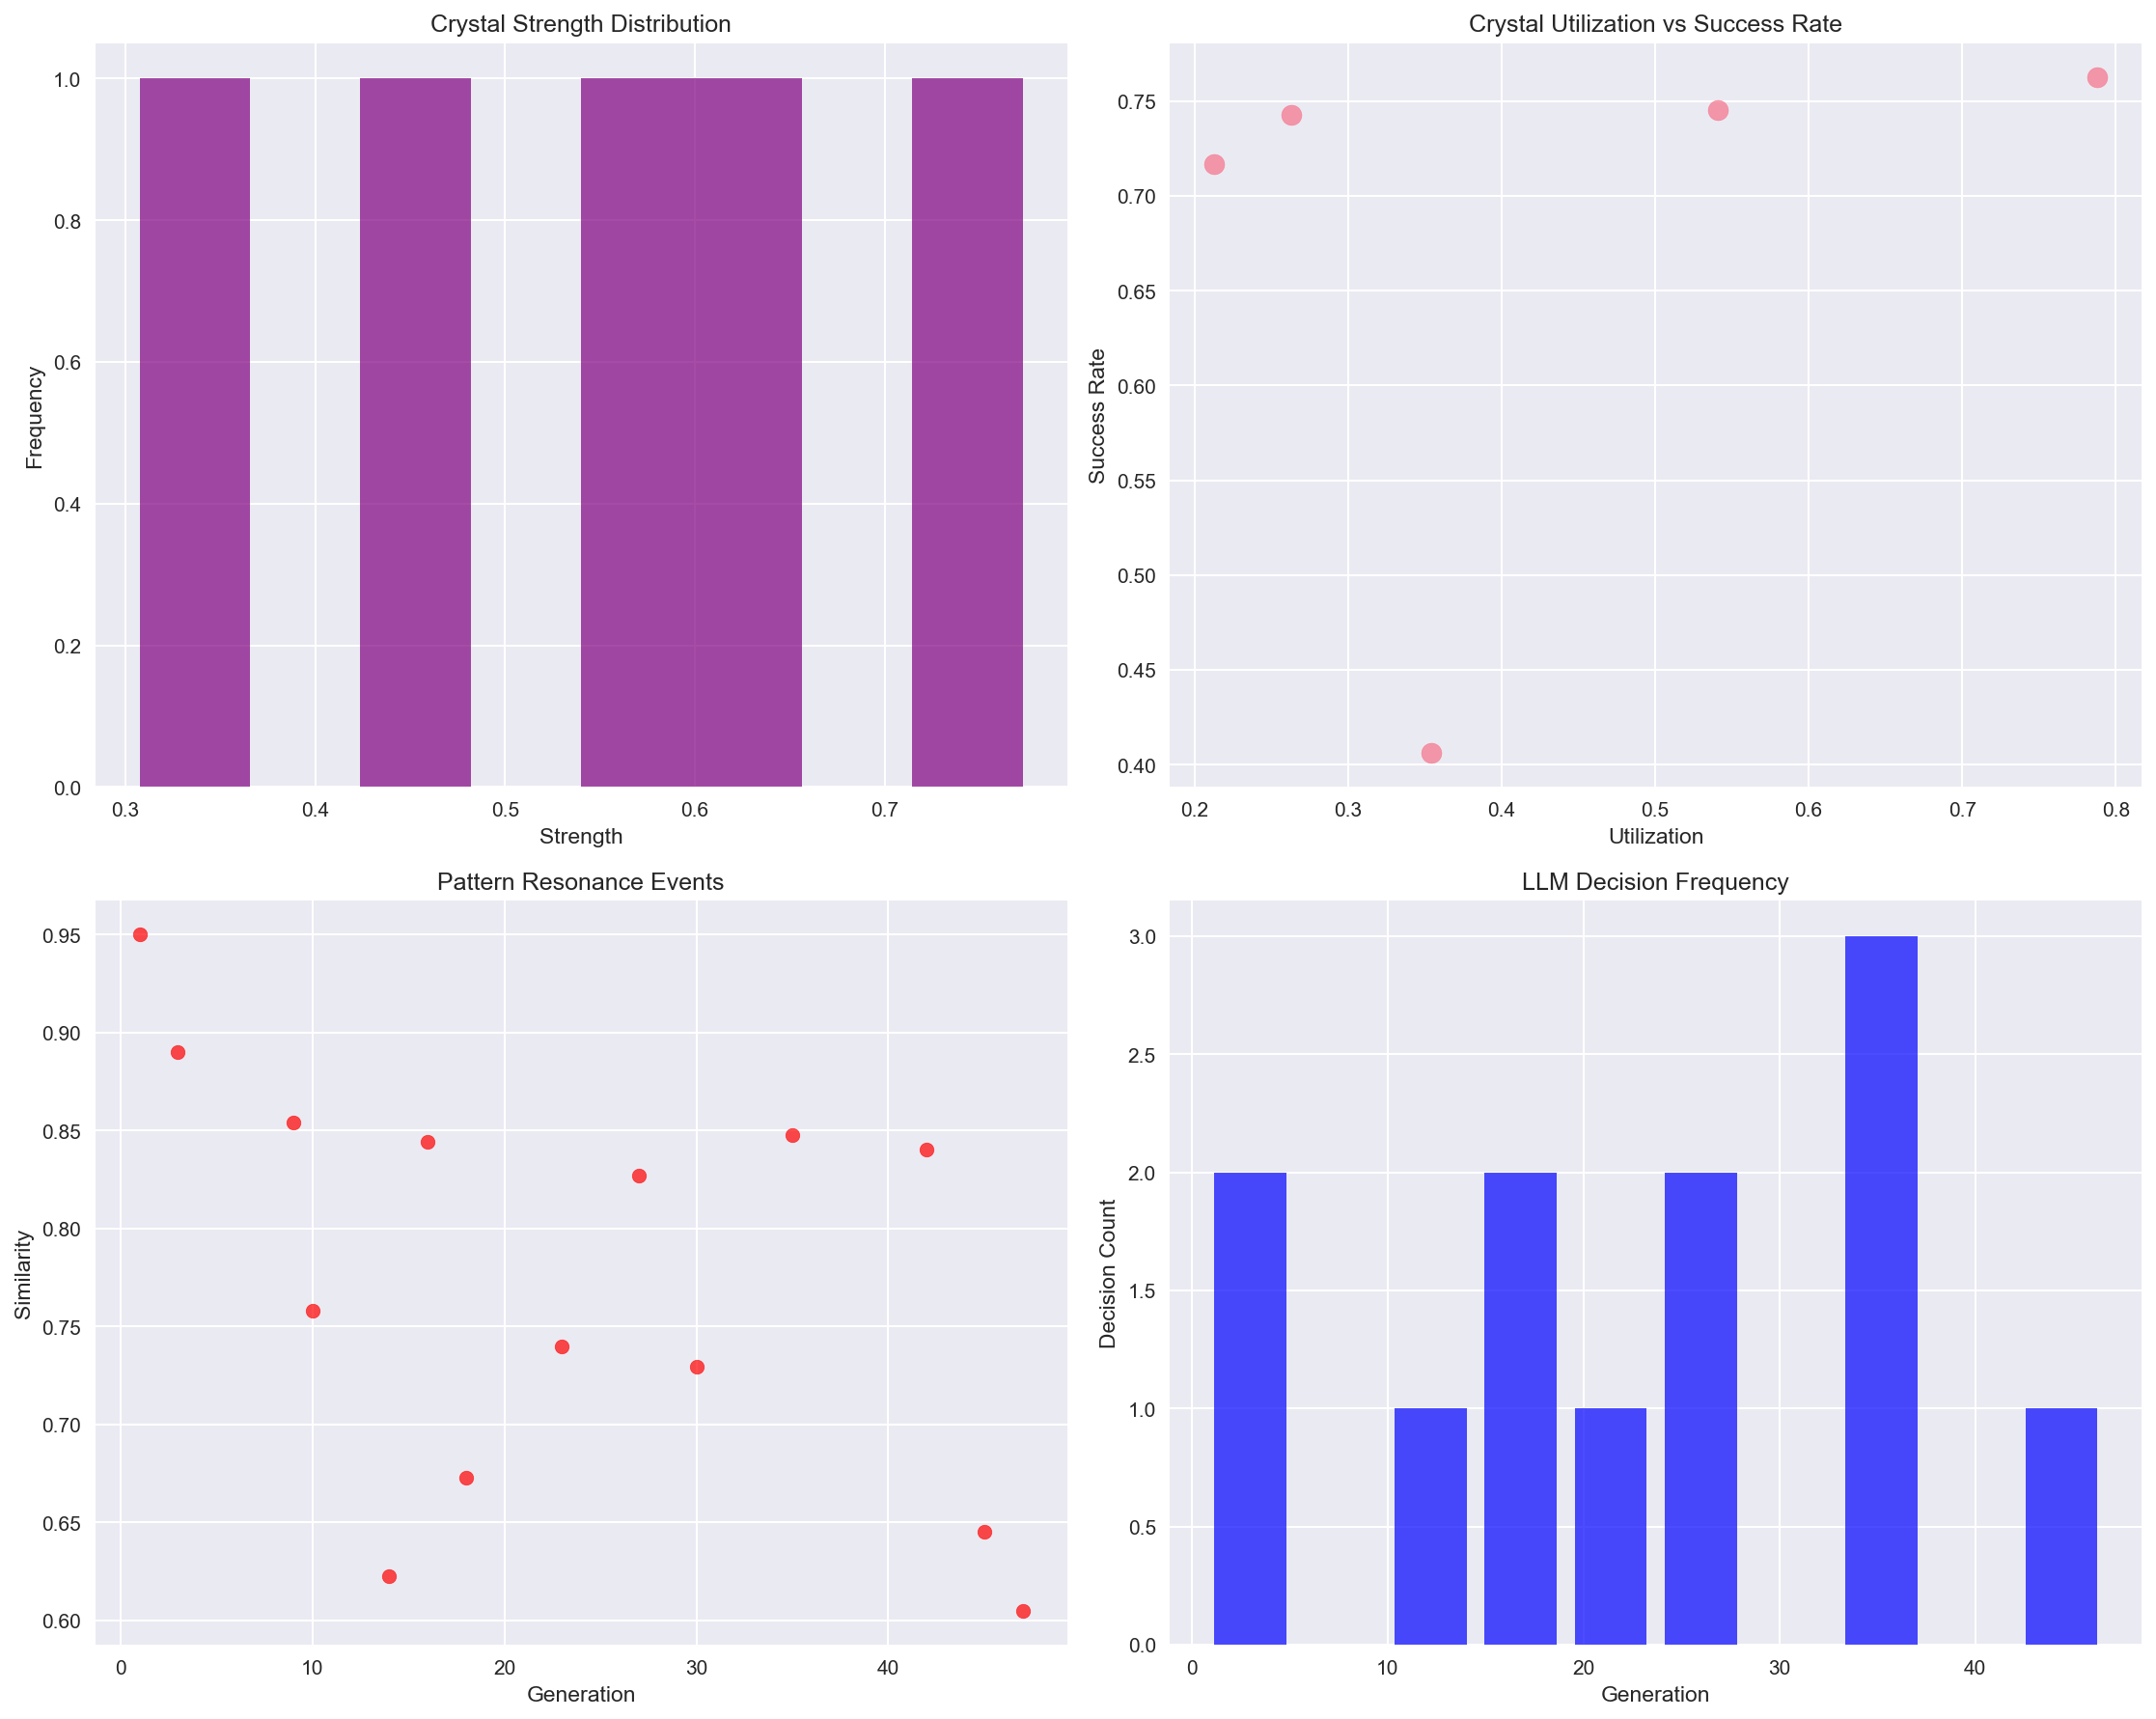 Crystal Strength Distribution
1.0
0.8
0.6
0.4
0.2
0.0
Frequency
0.3 0.4 0.5 0.6 0.7
Strength
Crystal Utilization vs Success Rate
0.75
0.70
0.65
0.60
0.55
0.50
0.45
0.40
Success Rate
0.2 0.3 0.4 0.5 0.6 0.7 0.8
Utilization
Pattern Resonance Events
0.95
0.90
0.85
0.80
0.75
0.70
0.65
0.60
Similarity
0 10 20 30 40
Generation
LLM Decision Frequency
3.0
2.5
2.0
1.5
1.0
0.5
0.0
Decision Count
0 10 20 30 40
Generation